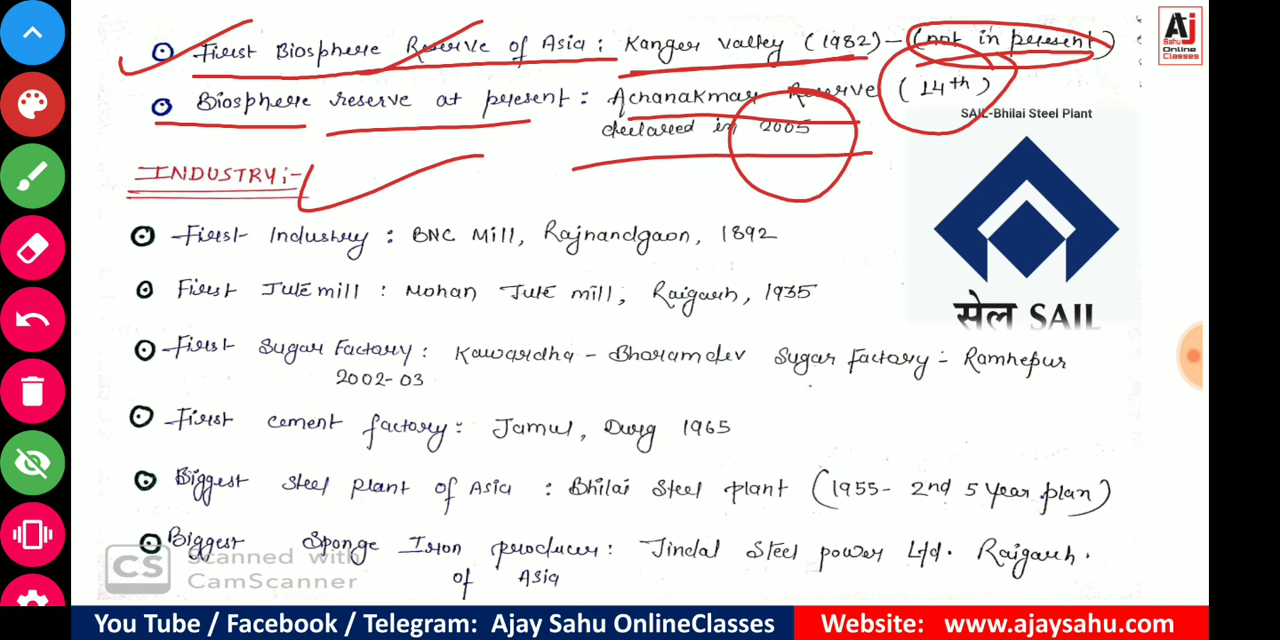 First Biosphere Reserve of Asia: Kanger valley (1982) - (not in present)
Biosphere reserve at present: Achanakmar Reserve (14th)
declared in 2005
Aj
Sahu
Online
Classes
SAIL-Bhilai Steel Plant
INDUSTRY:-
First Industry: BNC Mill, Rajnandgaon, 1892
First Jute mill: Mohan Jute mill, Raigarh, 1935
First Sugar Factory: Kawardha - Bhoramdev Sugar factory - Ramhepur
2002-03
सेल SAIL
First cement factory: Jamul, Durg 1965
Biggest steel plant of Asia : Bhilai steel plant (1955- 2nd 5 year plan)
Biggest Sponge Iron producer: Jindal steel power Ltd. Raigarh.
of Asia
CS Scanned with
CamScanner
You Tube / Facebook / Telegram: Ajay Sahu OnlineClasses Website: www.ajaysahu.com